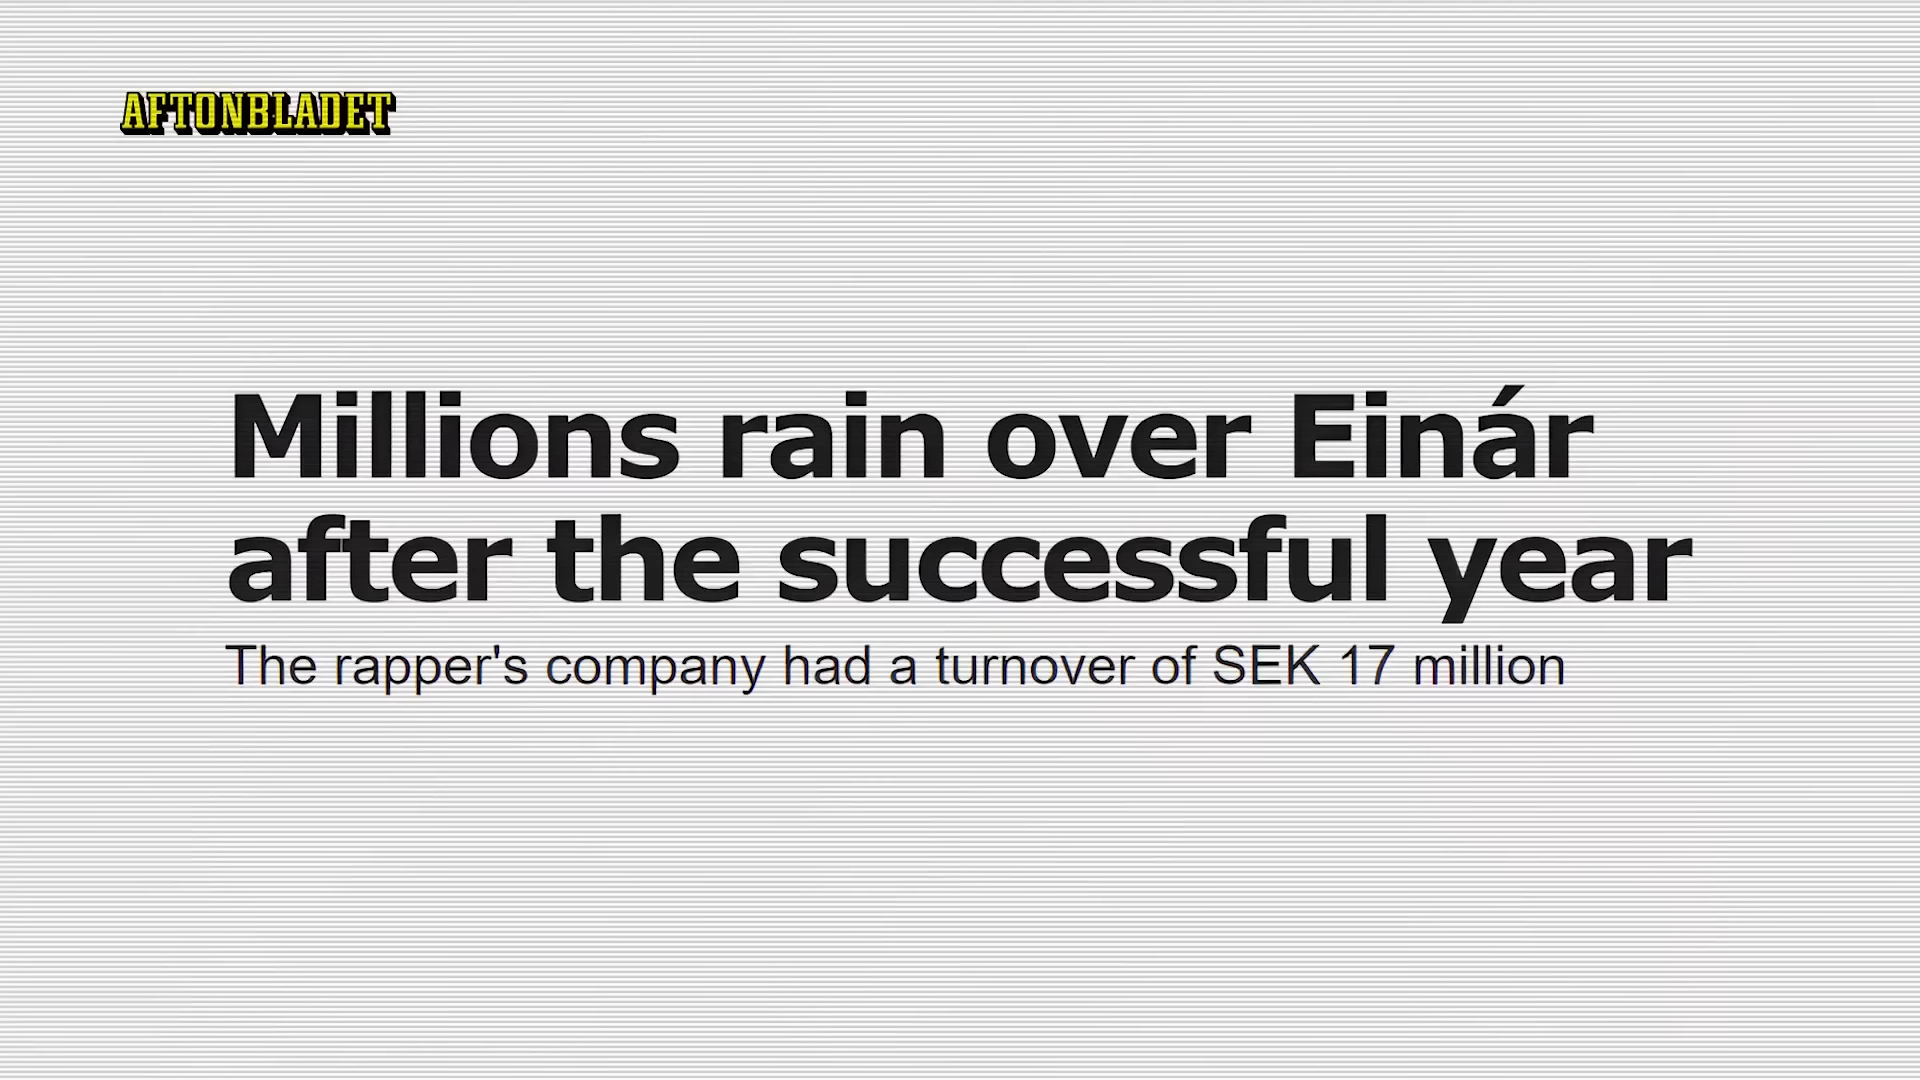 AFTONBLADET
Millions rain over Einár
after the successful year
The rapper's company had a turnover of SEK 17 million